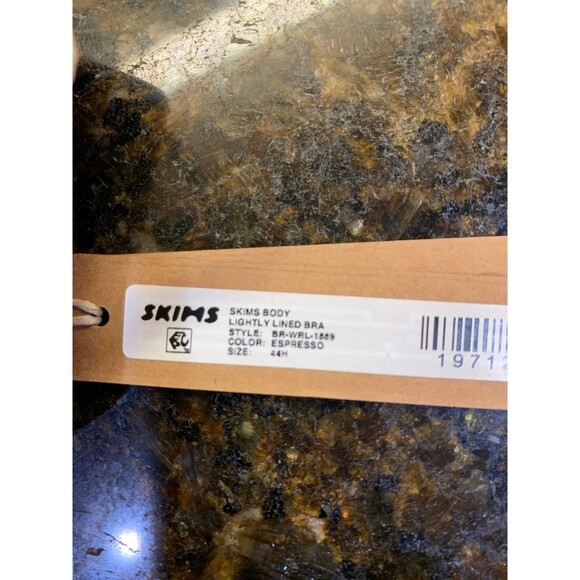 SKIMS
SKIMS BODY
LIGHTLY LINED BRA
STYLE: BR-WRL-1889
COLOR: ESPRESSO
SIZE: 44H
19712